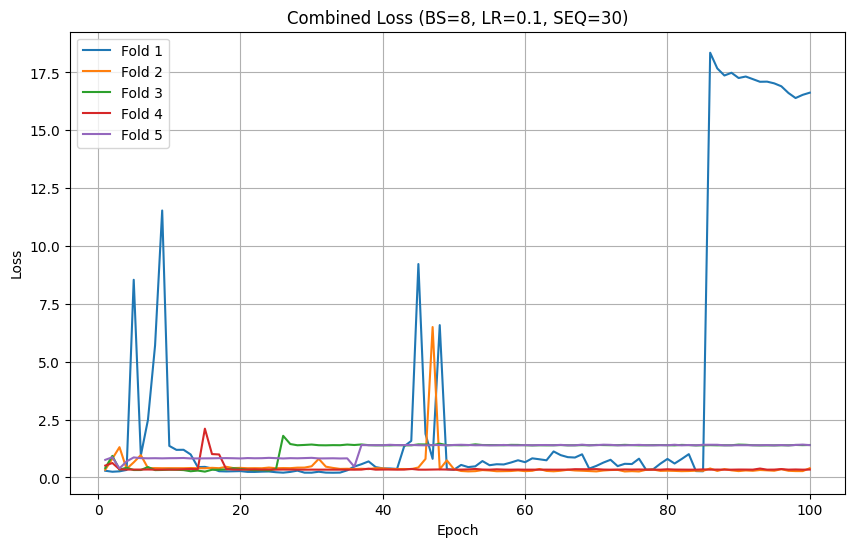 Combined Loss (BS=8, LR=0.1, SEQ=30)
Fold 1
Fold 2
Fold 3
Fold 4
Fold 5
Loss
17.5
15.0
12.5
10.0
7.5
5.0
2.5
0.0
0 20 40 60 80 100
Epoch